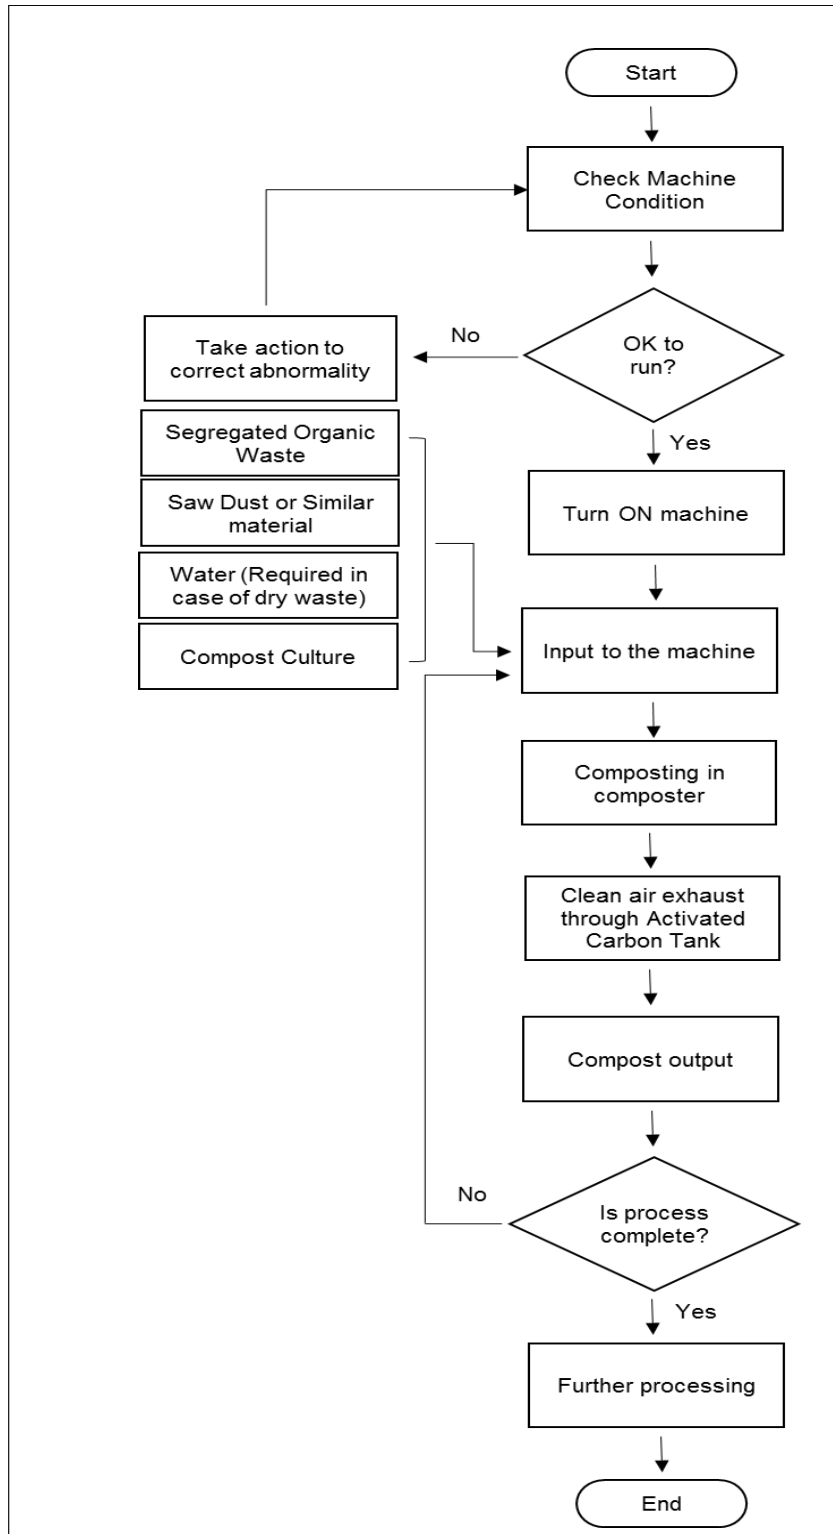 Start
Check Machine
Condition
OK to
run?
No
Take action to
correct abnormality
Yes
Segregated Organic
Waste
Saw Dust or Similar
material
Water (Required in
case of dry waste)
Compost Culture
Turn ON machine
Input to the machine
Composting in
composter
Clean air exhaust
through Activated
Carbon Tank
Compost output
Is process
complete?
No
Yes
Further processing
End